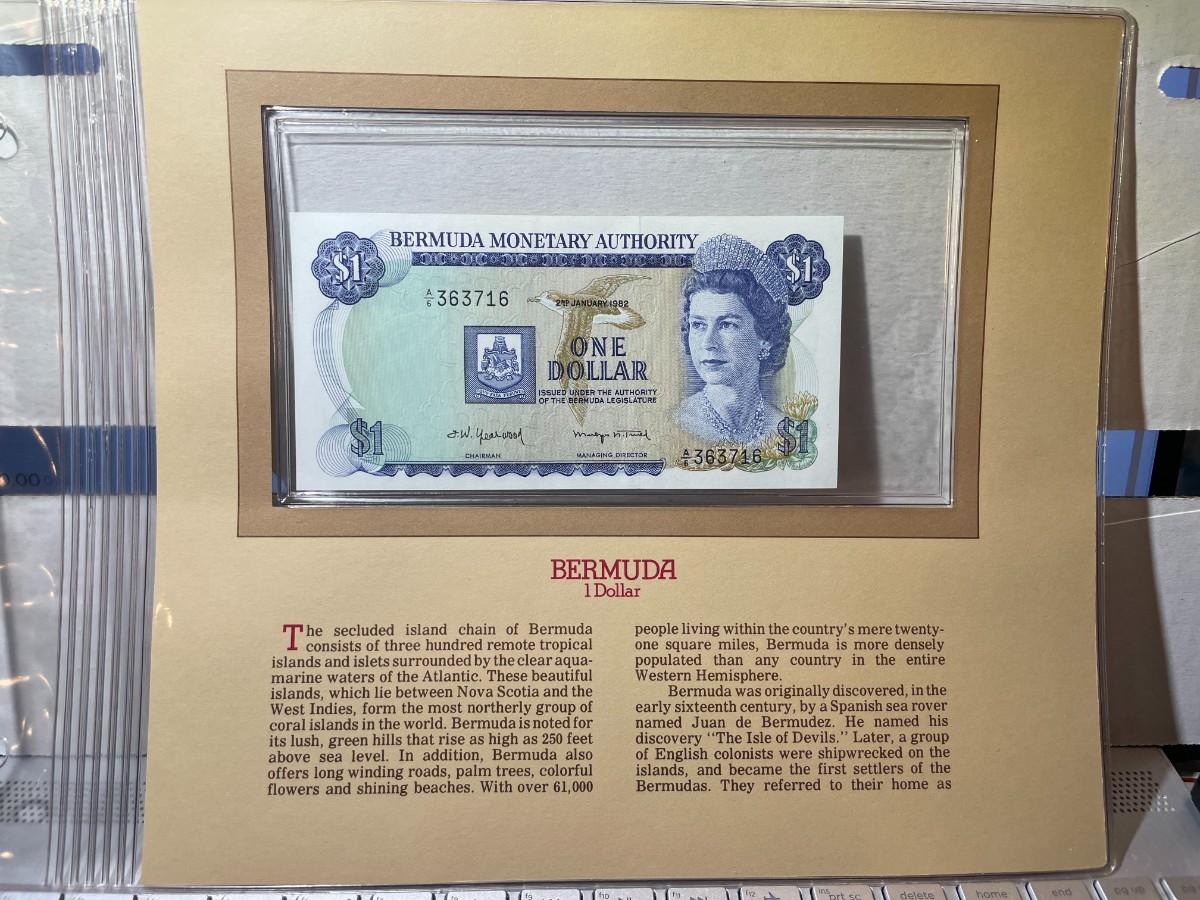 BERMUDA MONETARY AUTHORITY
$1
$1
A/6 363716
2ND JANUARY 1982
ONE
DOLLAR
ISSUED UNDER THE AUTHORITY
OF THE BERMUDA LEGISLATURE
CHAIRMAN
MANAGING DIRECTOR
$1
A/6 363716
$1
BERMUDA
1 Dollar
The secluded island chain of Bermuda
consists of three hundred remote tropical
islands and islets surrounded by the clear aqua-
marine waters of the Atlantic. These beautiful
islands, which lie between Nova Scotia and the
West Indies, form the most northerly group of
coral islands in the world. Bermuda is noted for
its lush, green hills that rise as high as 250 feet
above sea level. In addition, Bermuda also
offers long winding roads, palm trees, colorful
flowers and shining beaches. With over 61,000
people living within the country's mere twenty-
one square miles, Bermuda is more densely
populated than any country in the entire
Western Hemisphere.
Bermuda was originally discovered, in the
early sixteenth century, by a Spanish sea rover
named Juan de Bermudez. He named his
discovery "The Isle of Devils." Later, a group
of English colonists were shipwrecked on the
islands, and became the first settlers of the
Bermudas. They referred to their home as
f9
f10
f11
f12
ins
prt sc
delete
home
end
pg up